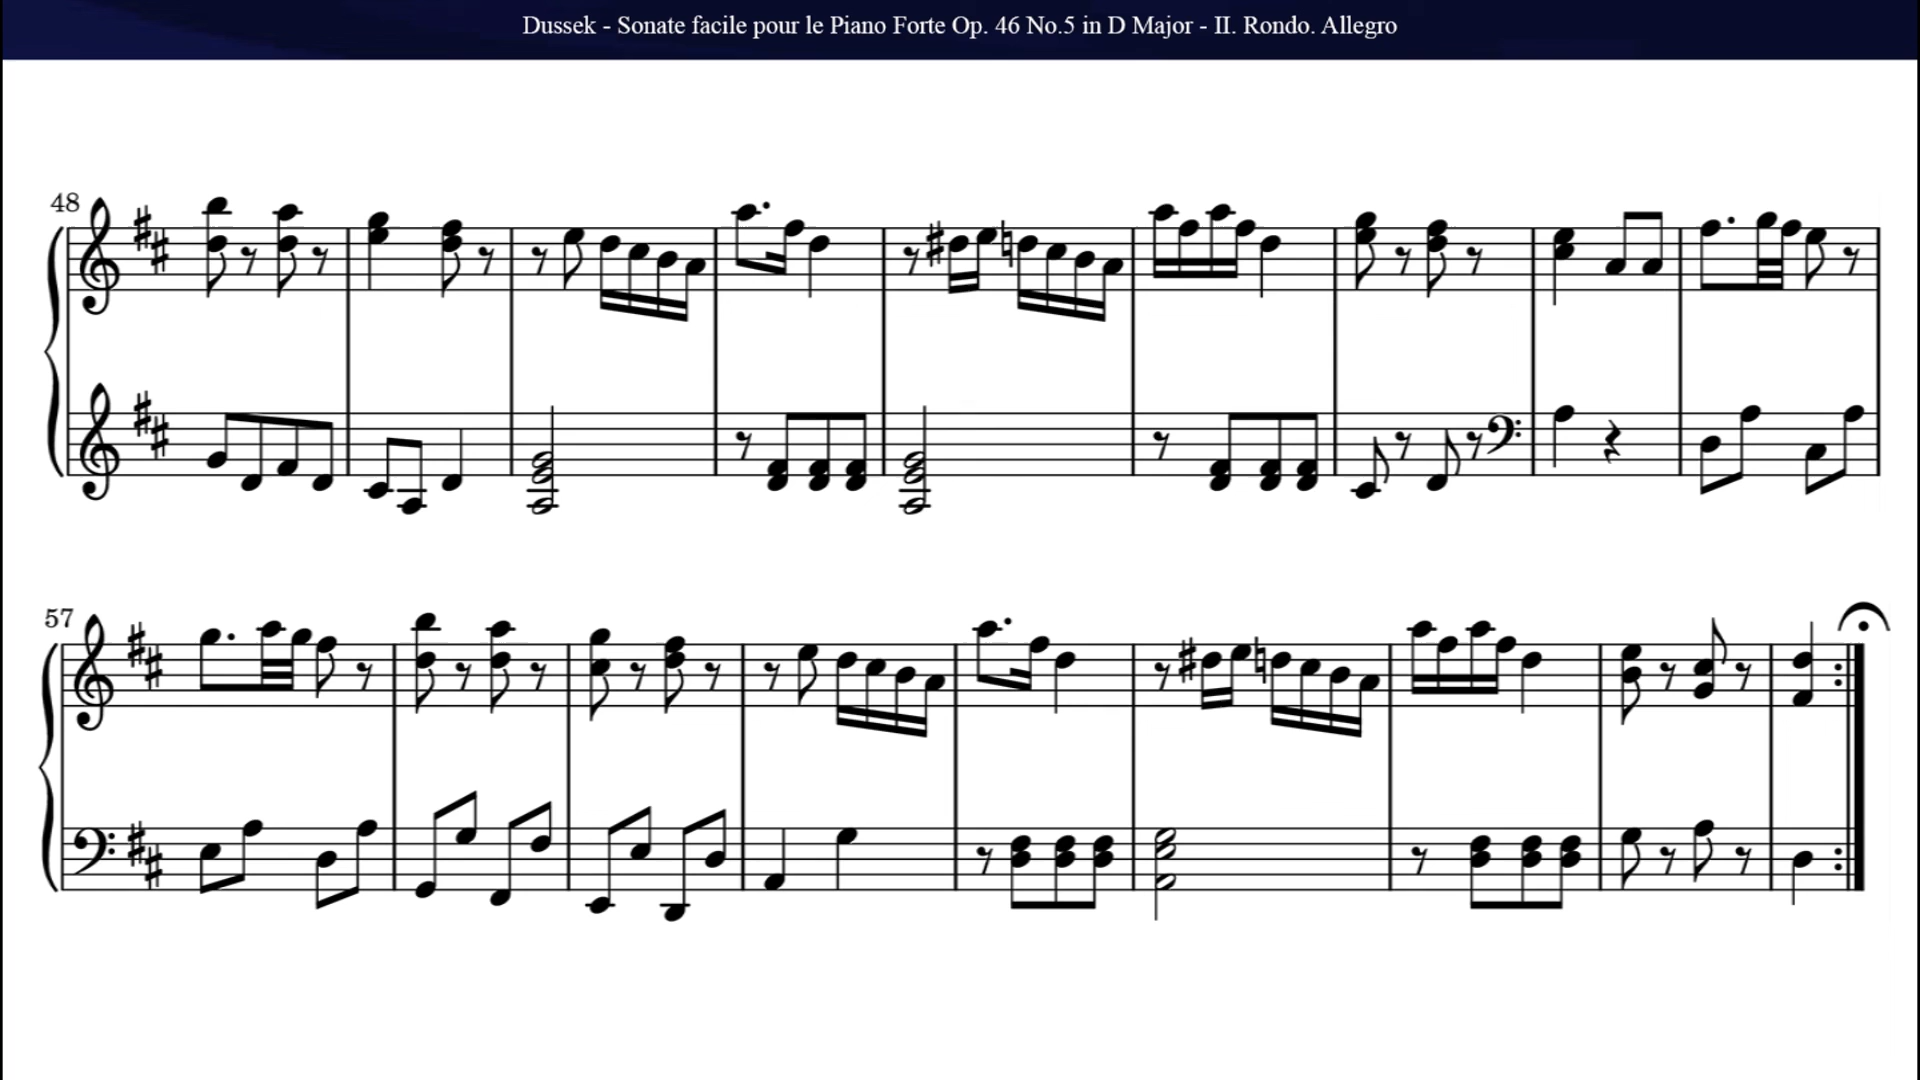 Dussek - Sonate facile pour le Piano Forte Op. 46 No.5 in D Major - II. Rondo. Allegro
48
57